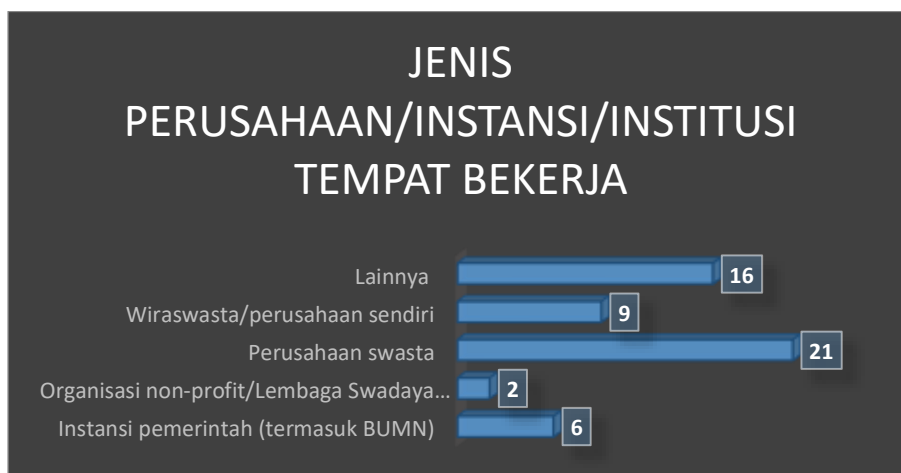 JENIS
PERUSAHAAN/INSTANSI/INSTITUSI
TEMPAT BEKERJA
Lainnya 16
Wiraswasta/perusahaan sendiri 9
Perusahaan swasta 21
Organisasi non-profit/Lembaga Swadaya... 2
Instansi pemerintah (termasuk BUMN) 6